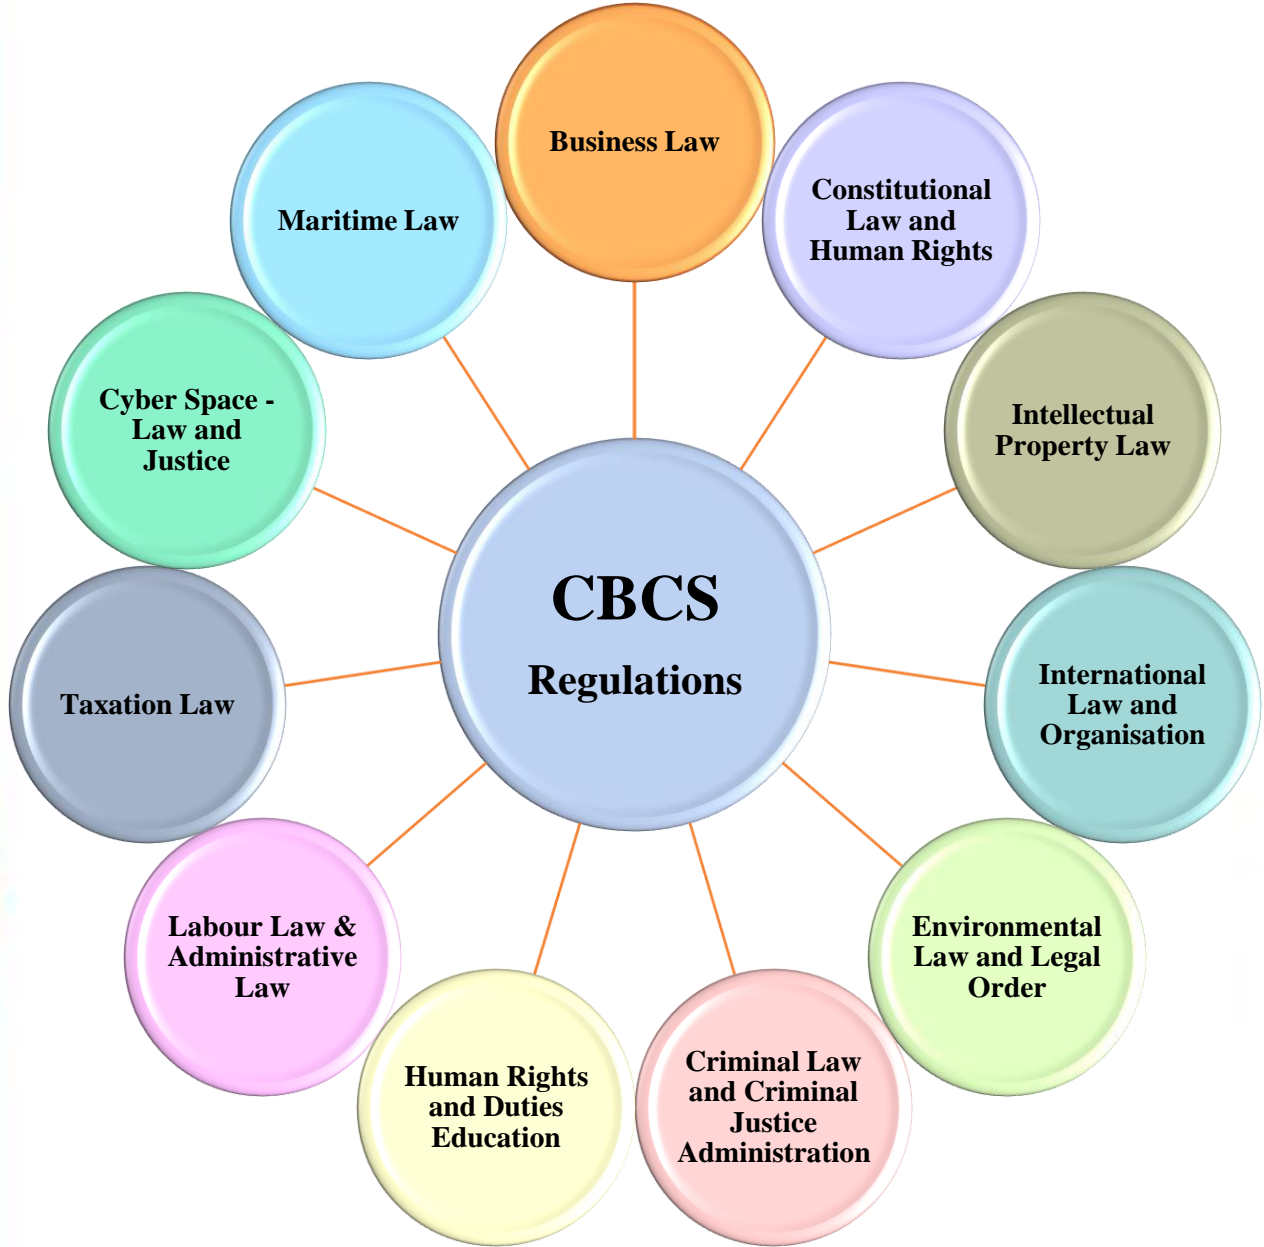 Business Law
Constitutional
Law and
Human Rights
Intellectual
Property Law
International
Law and
Organisation
Environmental
Law and Legal
Order
Criminal Law
and Criminal
Justice
Administration
Human Rights
and Duties
Education
Labour Law &
Administrative
Law
Taxation Law
Cyber Space -
Law and
Justice
Maritime Law
CBCS
Regulations